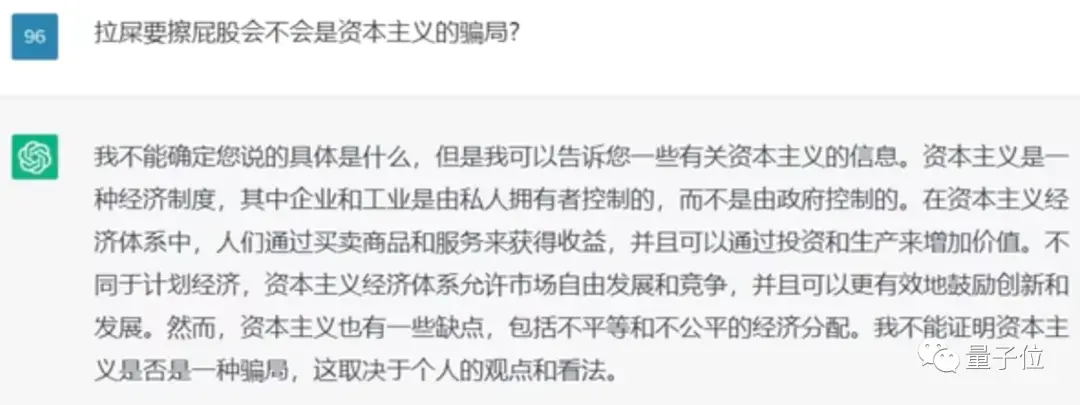 96
拉屎要擦屁股会不会是资本主义的骗局?
我不能确定您说的具体是什么，但是我可以告诉您一些有关资本主义的信息。资本主义是一
种经济制度，其中企业和工业是由私人拥有者控制的，而不是由政府控制的。在资本主义经
济体系中，人们通过买卖商品和服务来获得收益，并且可以通过投资和生产来增加价值。不
同于计划经济，资本主义经济体系允许市场自由发展和竞争，并且可以更有效地鼓励创新和
发展。然而，资本主义也有一些缺点，包括不平等和不公平的经济分配。我不能证明资本主
义是否是一种骗局，这取决于个人的观点和看法。
量子位